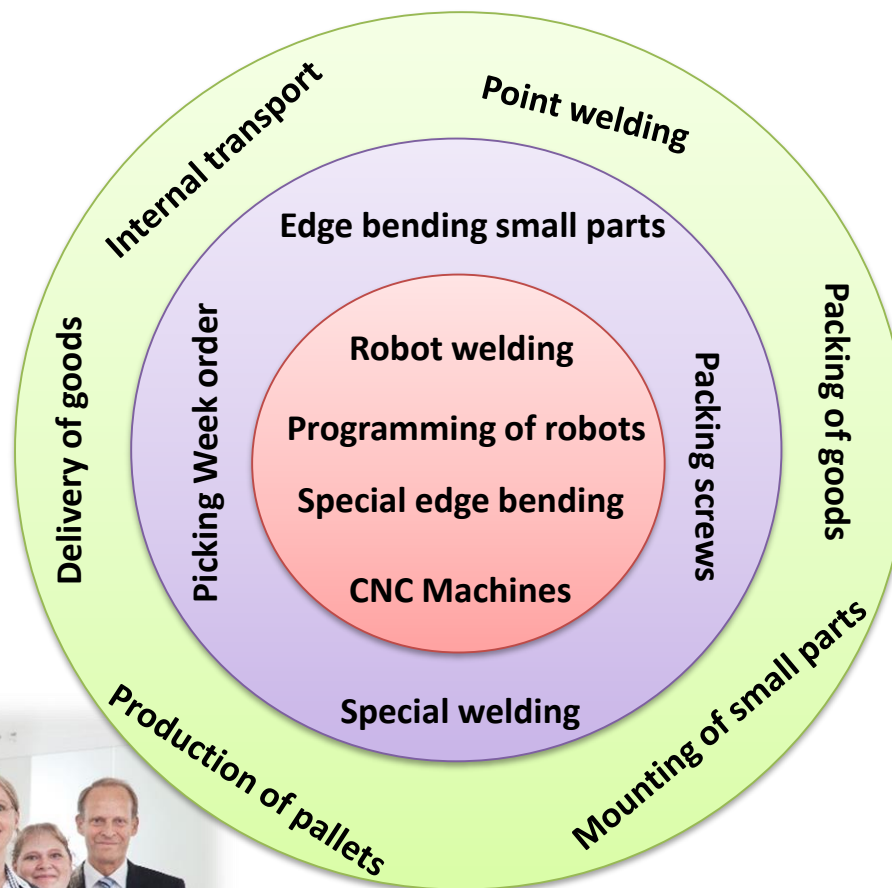 Internal transport
Point welding
Edge bending small parts
Delivery of goods
Picking Week order
Robot welding
Programming of robots
Special edge bending
CNC Machines
Packing screws
Packing of goods
Special welding
Production of pallets
Mounting of small parts